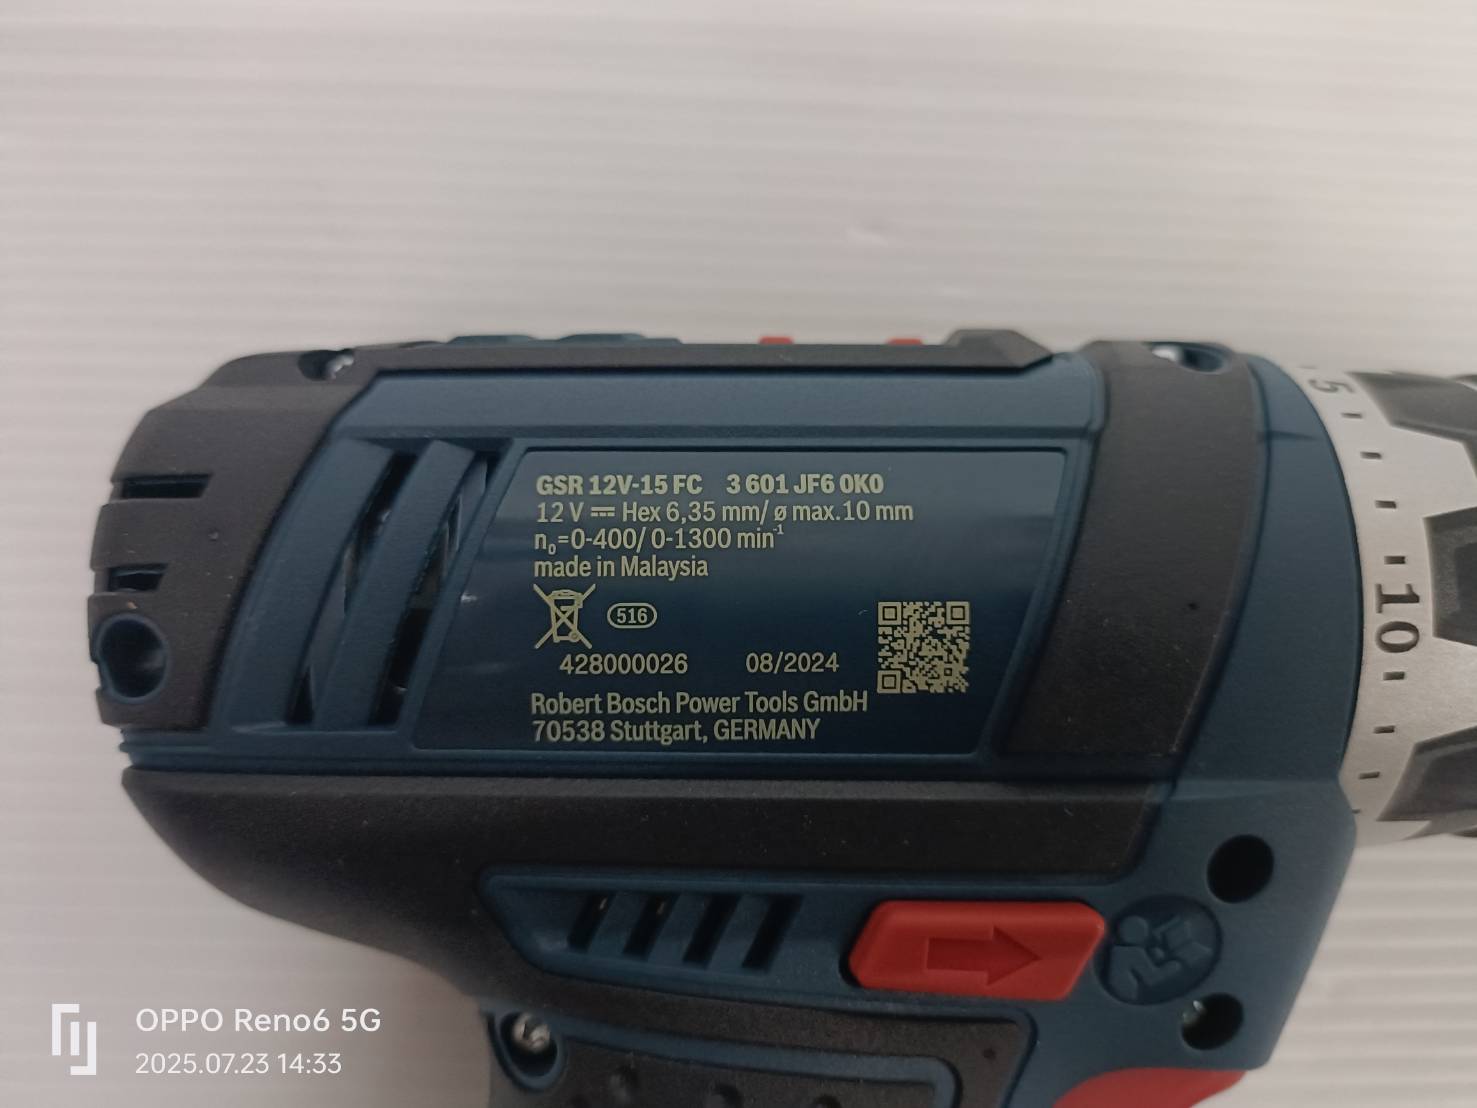 GSR 12V-15 FC 3 601 JF6 0K0
12 V ⎓ Hex 6,35 mm/ ø max.10 mm
n₀=0-400/ 0-1300 min⁻¹
made in Malaysia
516
428000026 08/2024
Robert Bosch Power Tools GmbH
70538 Stuttgart, GERMANY
5
10
OPPO Reno6 5G
2025.07.23 14:33